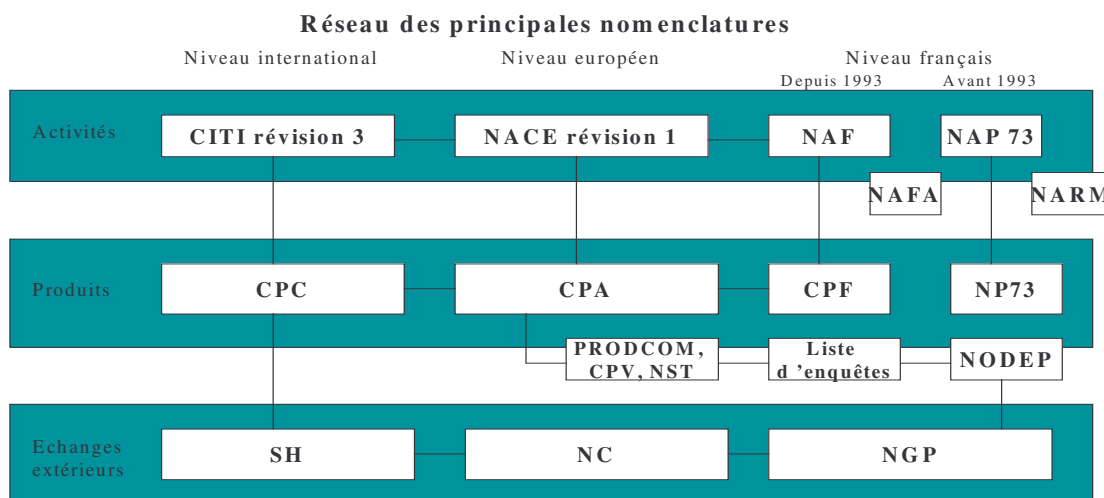 Réseau des principales nomenclatures
Niveau international Niveau européen Niveau français
Depuis 1993 Avant 1993
Activités CITI révision 3 NACE révision 1 NAF NAP 73
NAFA NARM
Produits CPC CPA CPF NP73
PRODCOM, Liste NODEP
CPV, NST d ’enquêtes
Echanges
extérieurs SH NC NGP